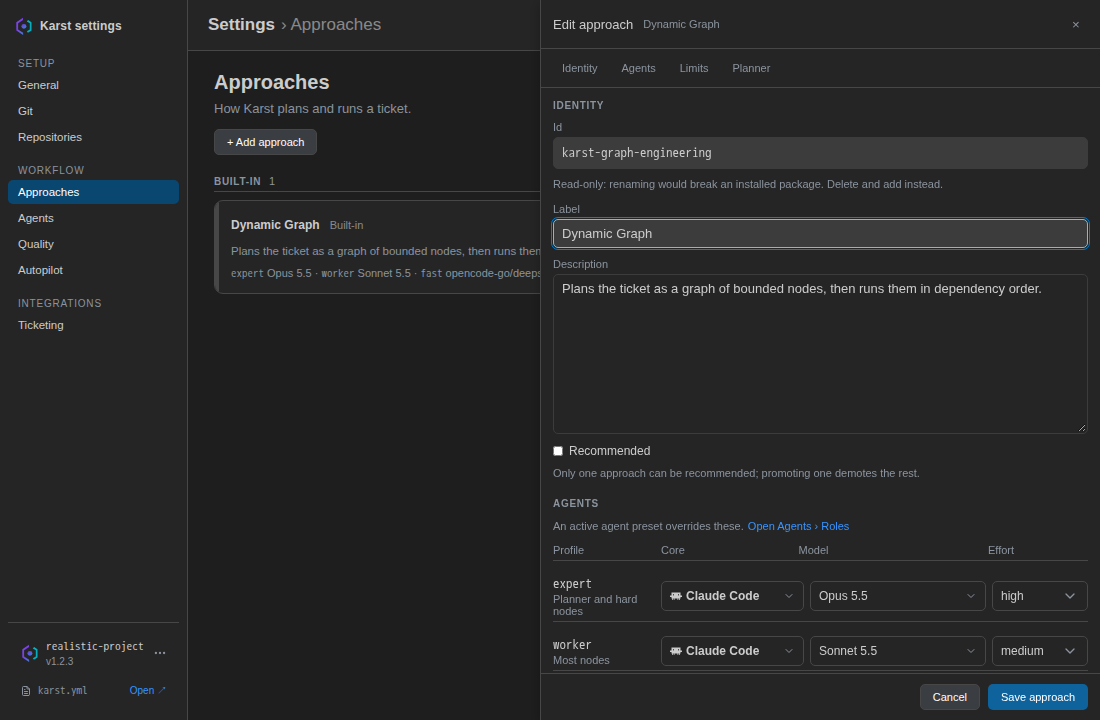 Karst settings
SETUP
General
Git
Repositories
WORKFLOW
Approaches
Agents
Quality
Autopilot
INTEGRATIONS
Ticketing
realistic-project
v1.2.3
karst.yml
Open ↗
Settings › Approaches
Approaches
How Karst plans and runs a ticket.
+ Add approach
BUILT-IN 1
Dynamic Graph Built-in
Plans the ticket as a graph of bounded nodes, then runs then
expert Opus 5.5 · worker Sonnet 5.5 · fast opencode-go/deeps
Edit approach Dynamic Graph ×
Identity Agents Limits Planner
IDENTITY
Id
karst-graph-engineering
Read-only: renaming would break an installed package. Delete and add instead.
Label
Dynamic Graph
Description
Plans the ticket as a graph of bounded nodes, then runs them in dependency order.
Recommended
Only one approach can be recommended; promoting one demotes the rest.
AGENTS
An active agent preset overrides these. Open Agents › Roles
Profile Core Model Effort
expert
Planner and hard nodes
Claude Code Opus 5.5 high
worker
Most nodes
Claude Code Sonnet 5.5 medium
Cancel Save approach